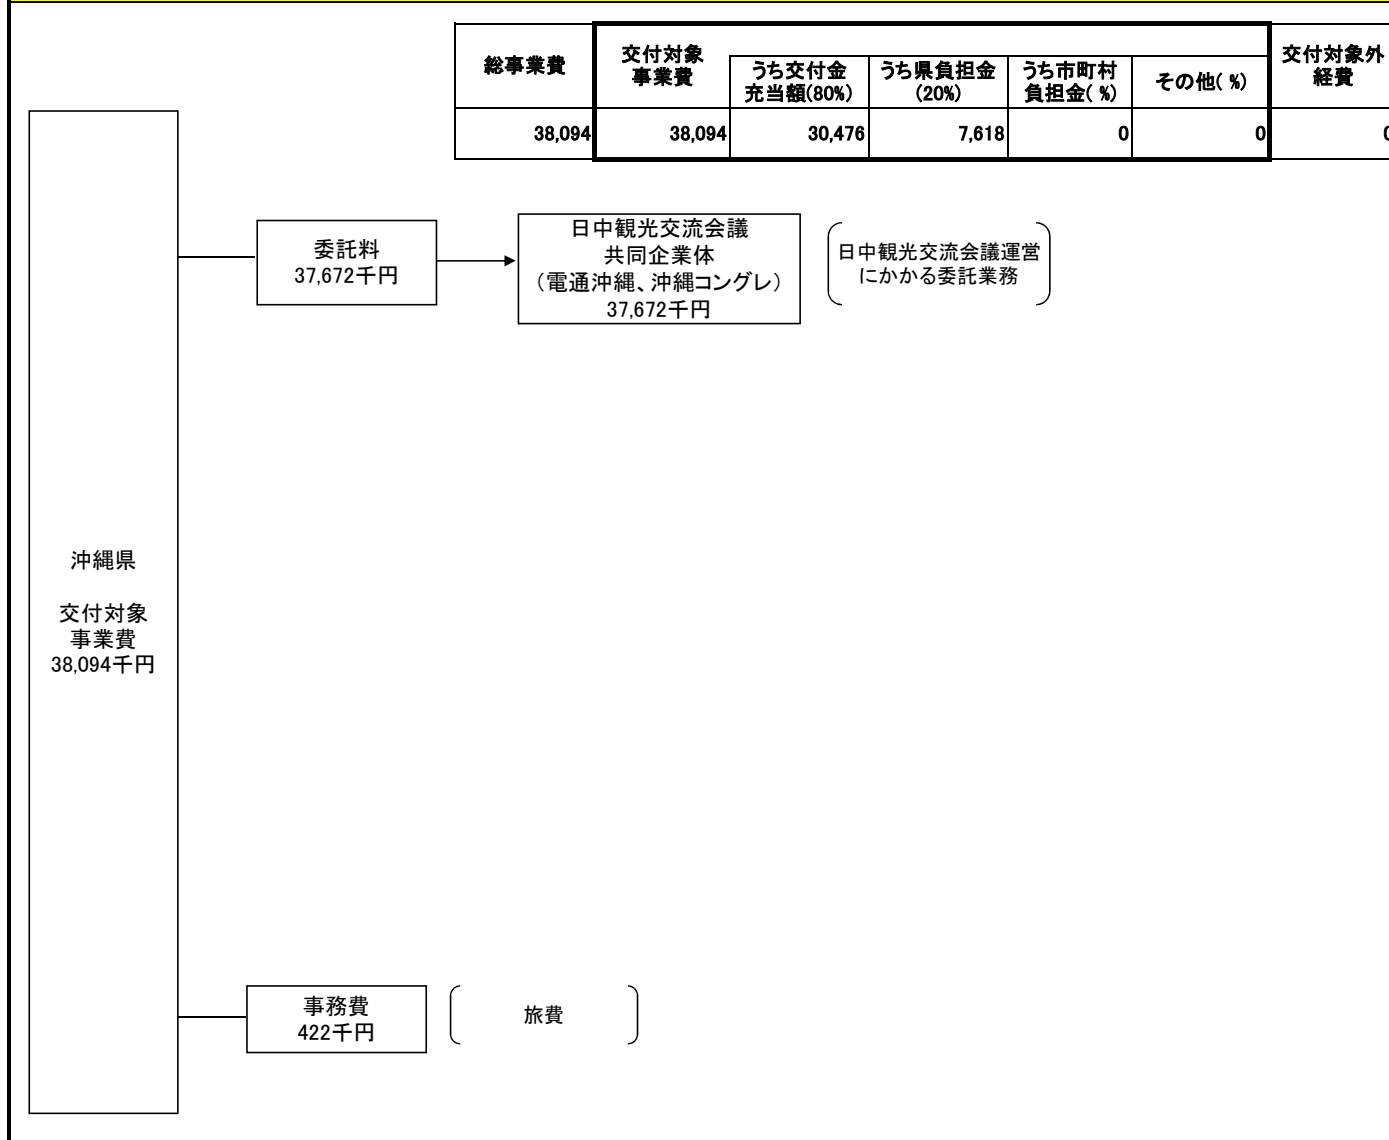 総事業費
交付対象
事業費
うち交付金
充当額(80%)
うち県負担金
(20%)
うち市町村
負担金( %)
その他( %)
交付対象外
経費
38,094
38,094
30,476
7,618
0
0
0
委託料
37,672千円
日中観光交流会議
共同企業体
(電通沖縄、沖縄コングレ)
37,672千円
日中観光交流会議運営
にかかる委託業務
沖縄県
交付対象
事業費
38,094千円
事務費
422千円
旅費